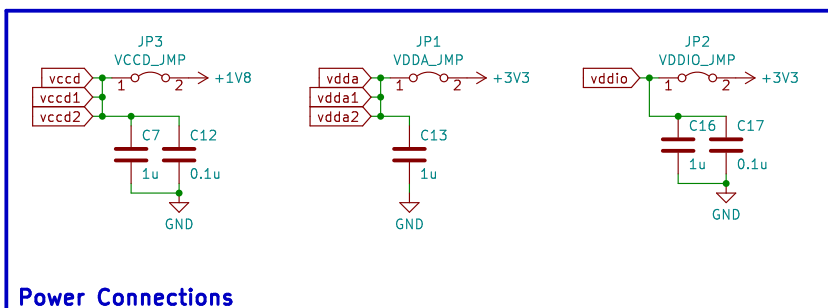 JP3
VCCD_JMP
vccd
1
2
+1V8
vccd1
vccd2
C7
C12
1u
0.1u
GND
JP1
VDDA_JMP
vdda
1
2
+3V3
vdda1
vdda2
C13
1u
GND
JP2
VDDIO_JMP
vddio
1
2
+3V3
C16
C17
1u
0.1u
GND
Power Connections